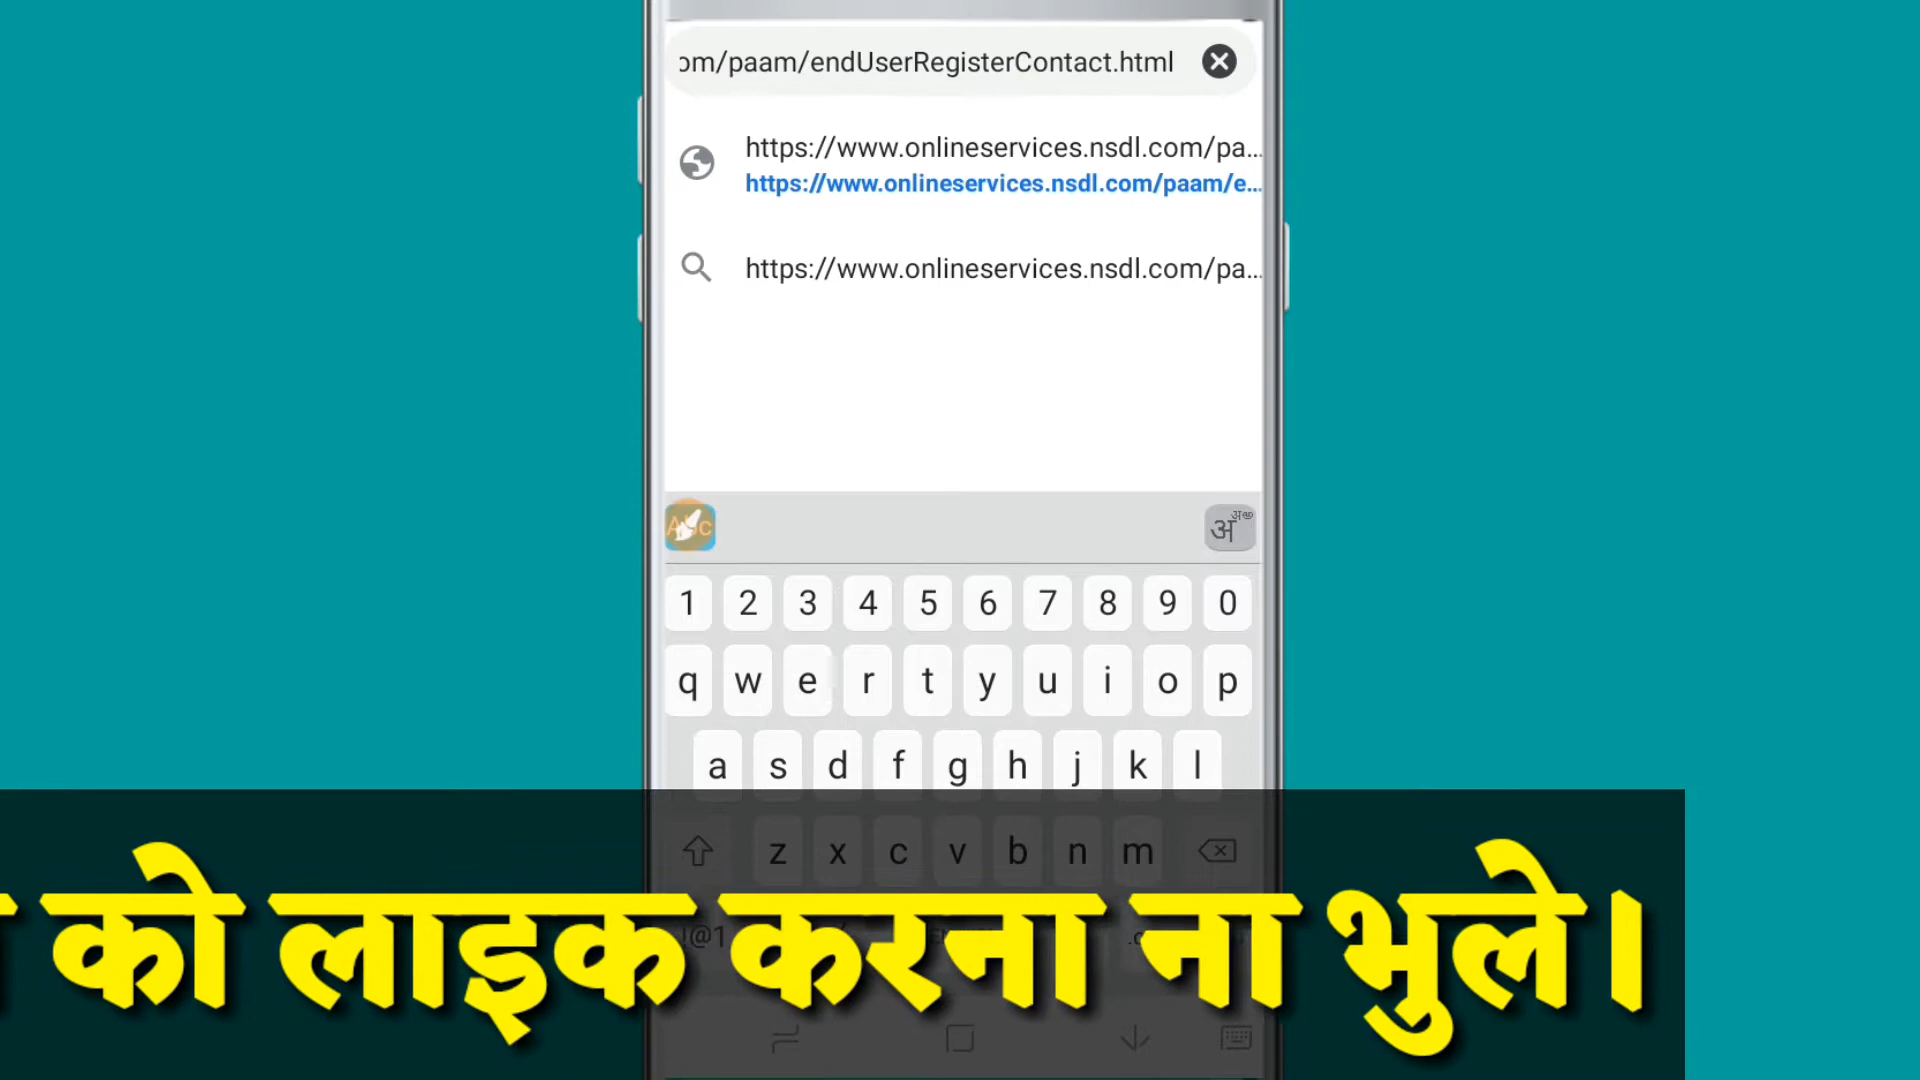 om/paam/endUserRegisterContact.html
https://www.onlineservices.nsdl.com/pa...
https://www.onlineservices.nsdl.com/paam/e...
https://www.onlineservices.nsdl.com/pa...
Abc
अ
1 2 3 4 5 6 7 8 9 0
q w e r t y u i o p
a s d f g h j k l
z x c v b n m
को लाइक करना ना भुले।